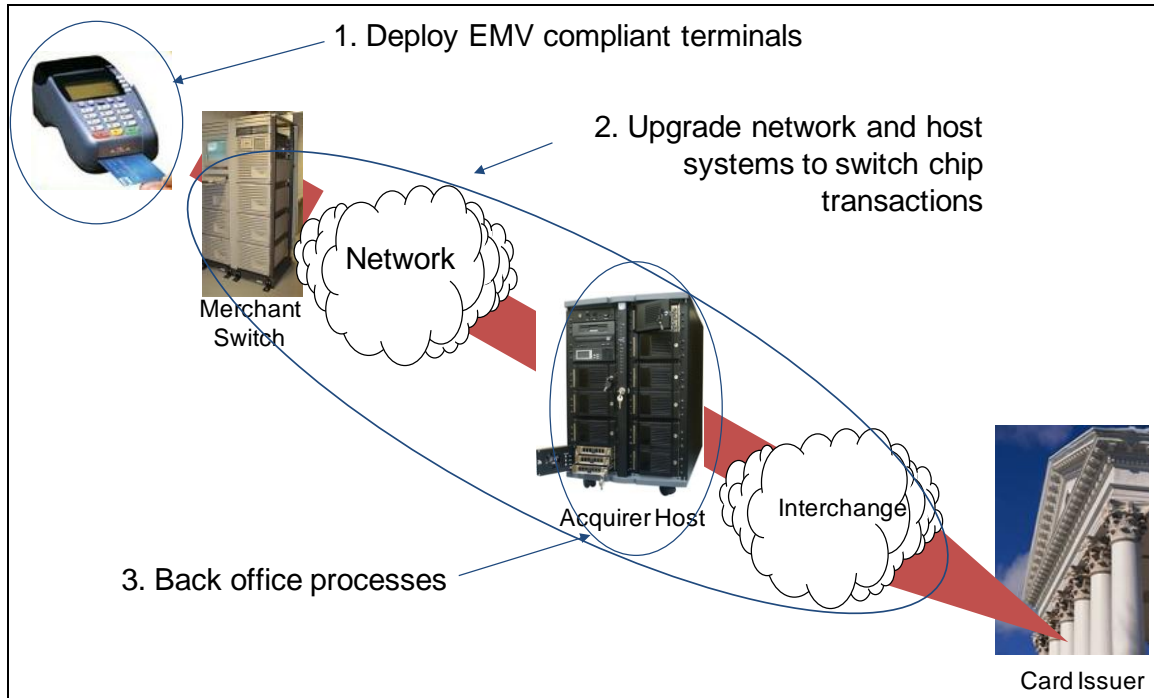 1. Deploy EMV compliant terminals
2. Upgrade network and host
systems to switch chip
transactions
Network
Merchant
Switch
Interchange
Acquirer Host
3. Back office processes
Card Issuer